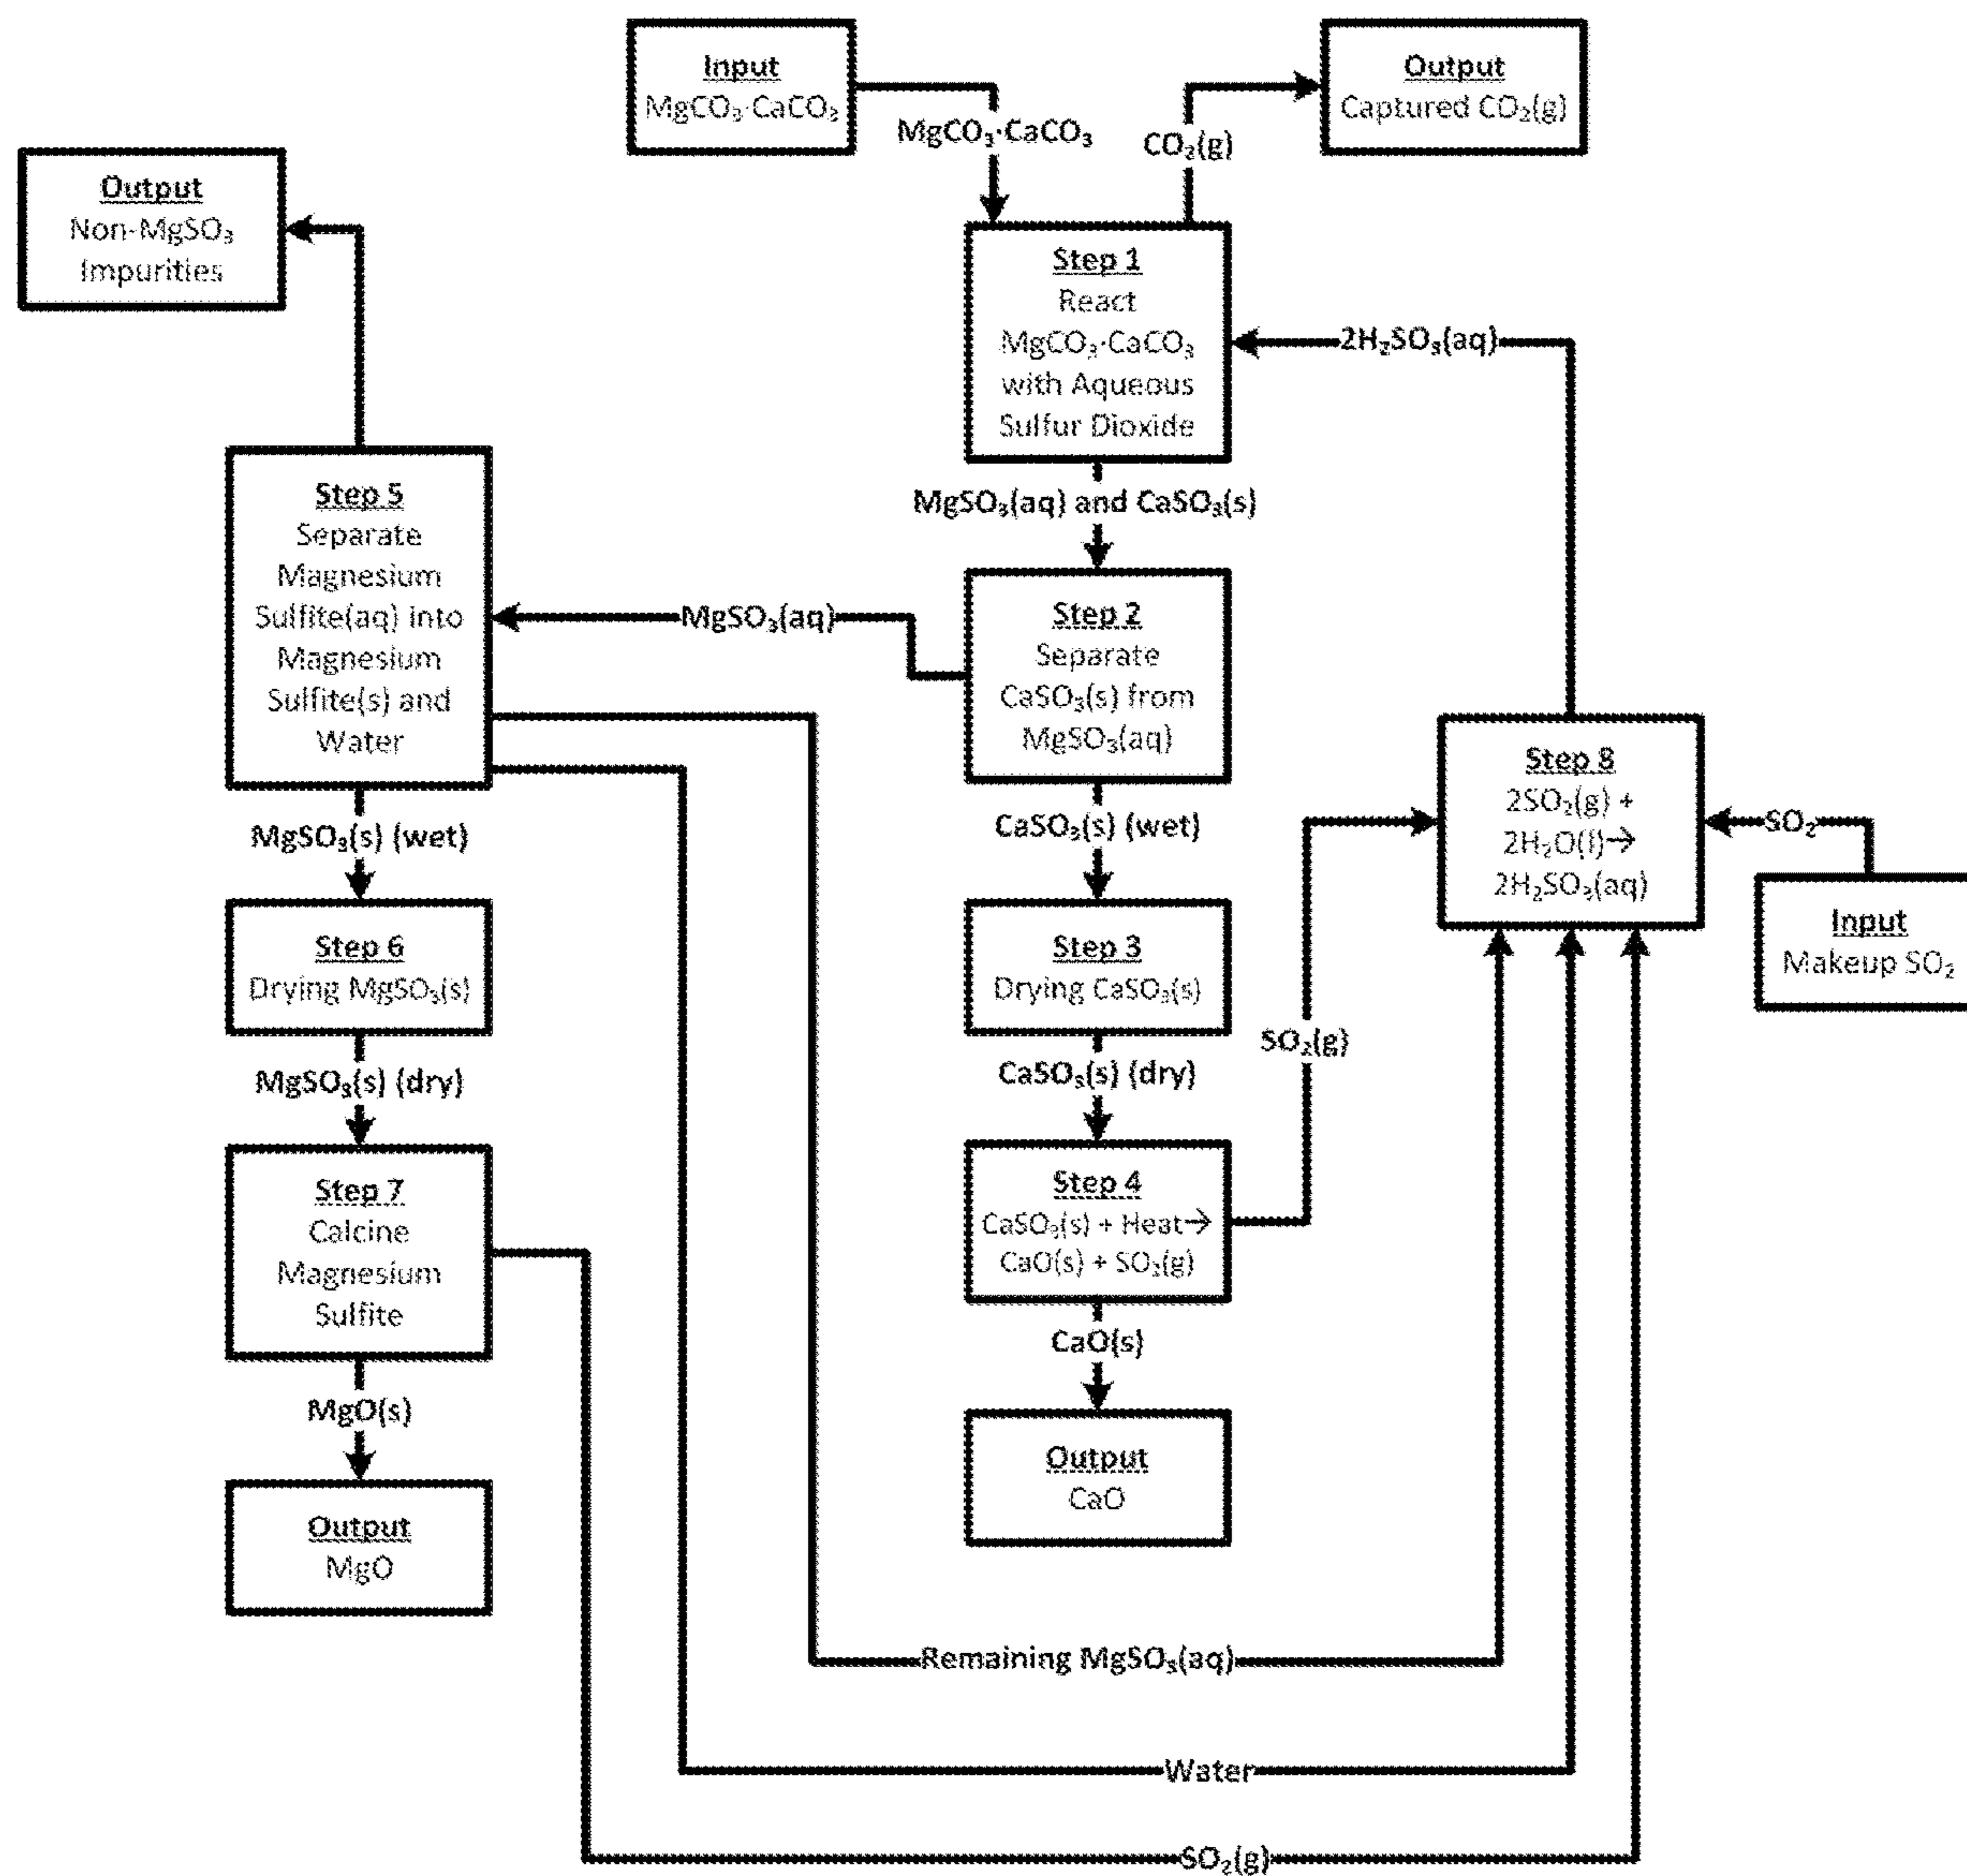 Input
MgCO₃·CaCO₃
Output
Captured CO₂(g)
MgCO₃·CaCO₃
CO₂(g)
Output
Non-MgSO₃
Impurities
Step 1
React
MgCO₃·CaCO₃
with Aqueous
Sulfur Dioxide
2H₂SO₃(aq)
MgSO₃(aq) and CaSO₃(s)
Step 5
Separate
Magnesium
Sulfite(aq) into
Magnesium
Sulfite(s) and
Water
MgSO₃(aq)
Step 2
Separate
CaSO₃(s) from
MgSO₃(aq)
Step 8
2SO₂(g) +
2H₂O(l)→
2H₂SO₃(aq)
SO₂
Input
Makeup SO₂
MgSO₃(s) (wet)
CaSO₃(s) (wet)
Step 6
Drying MgSO₃(s)
Step 3
Drying CaSO₃(s)
SO₂(g)
MgSO₃(s) (dry)
CaSO₃(s) (dry)
Step 7
Calcine
Magnesium
Sulfite
Step 4
CaSO₃(s) + Heat→
CaO(s) + SO₂(g)
MgO(s)
CaO(s)
Output
MgO
Output
CaO
Remaining MgSO₃(aq)
Water
SO₂(g)